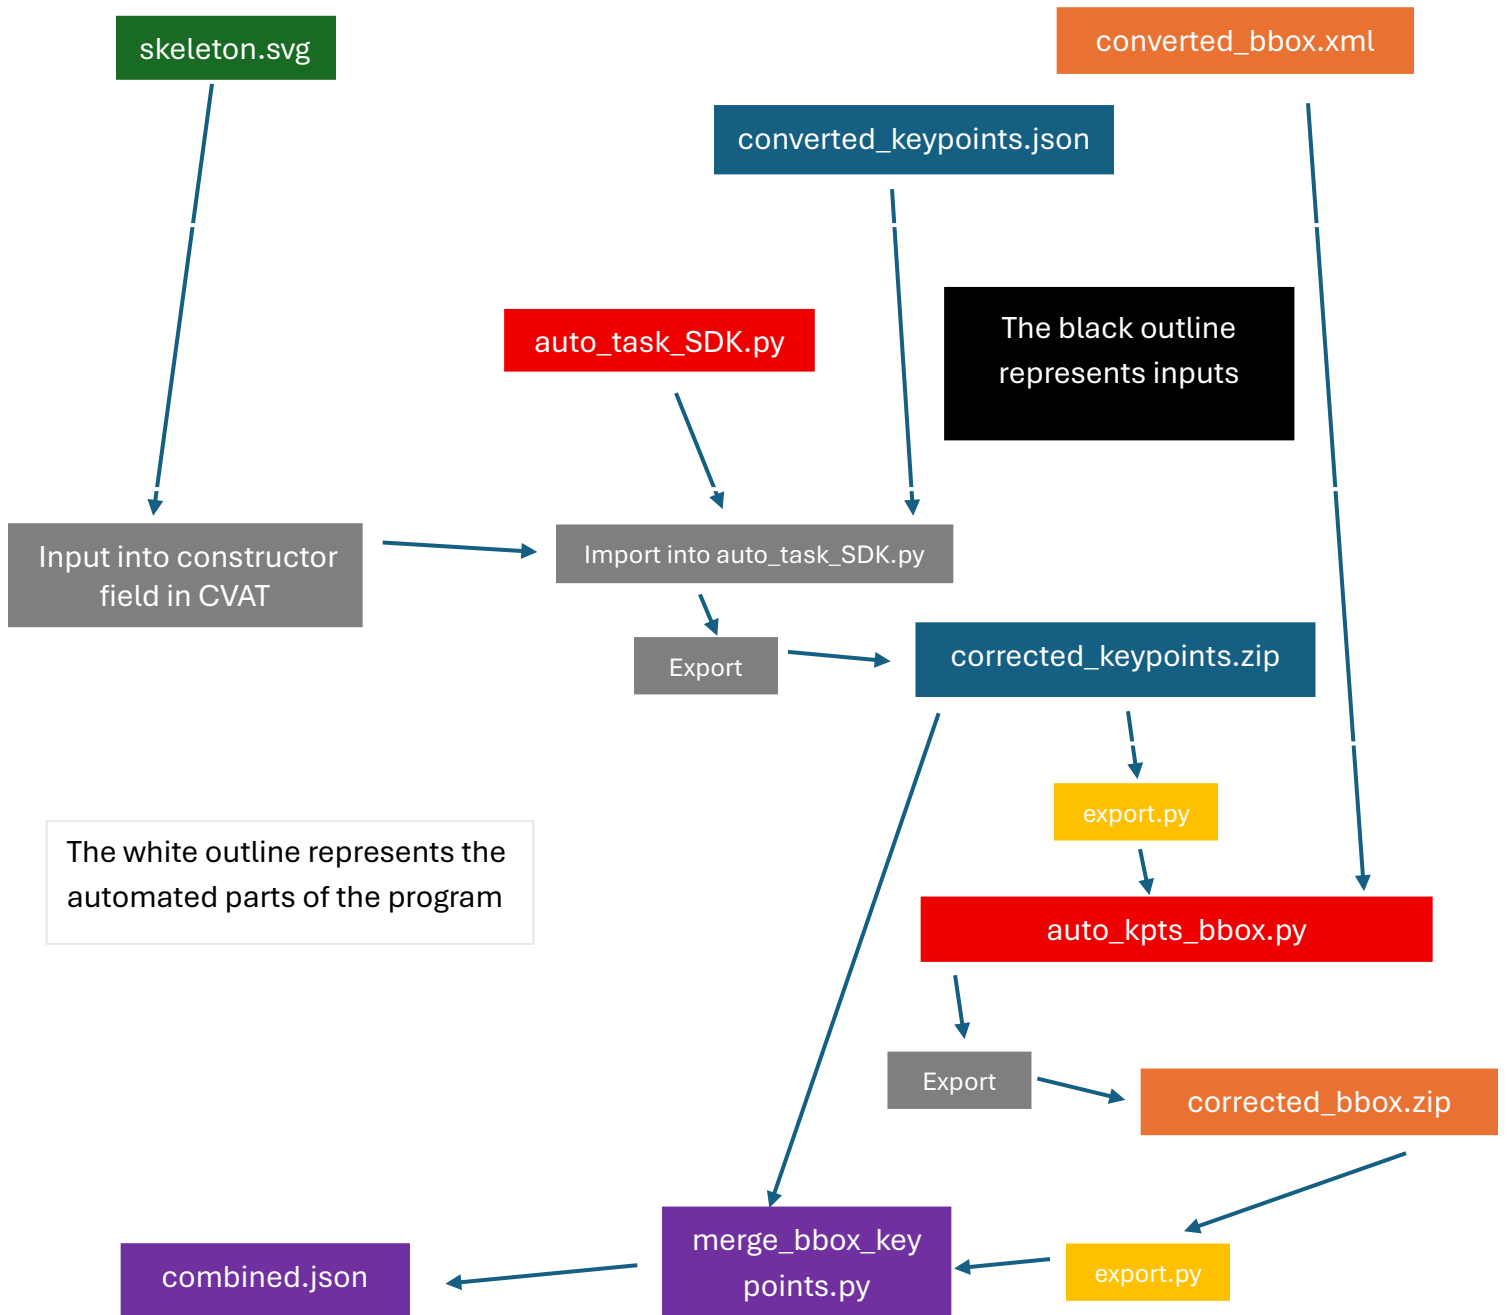 skeleton.svg
converted_bbox.xml
converted_keypoints.json
The black outline
represents inputs
auto_task_SDK.py
Input into constructor
field in CVAT
Import into auto_task_SDK.py
Export
corrected_keypoints.zip
export.py
The white outline represents the
automated parts of the program
auto_kpts_bbox.py
Export
corrected_bbox.zip
merge_bbox_key
points.py
export.py
combined.json